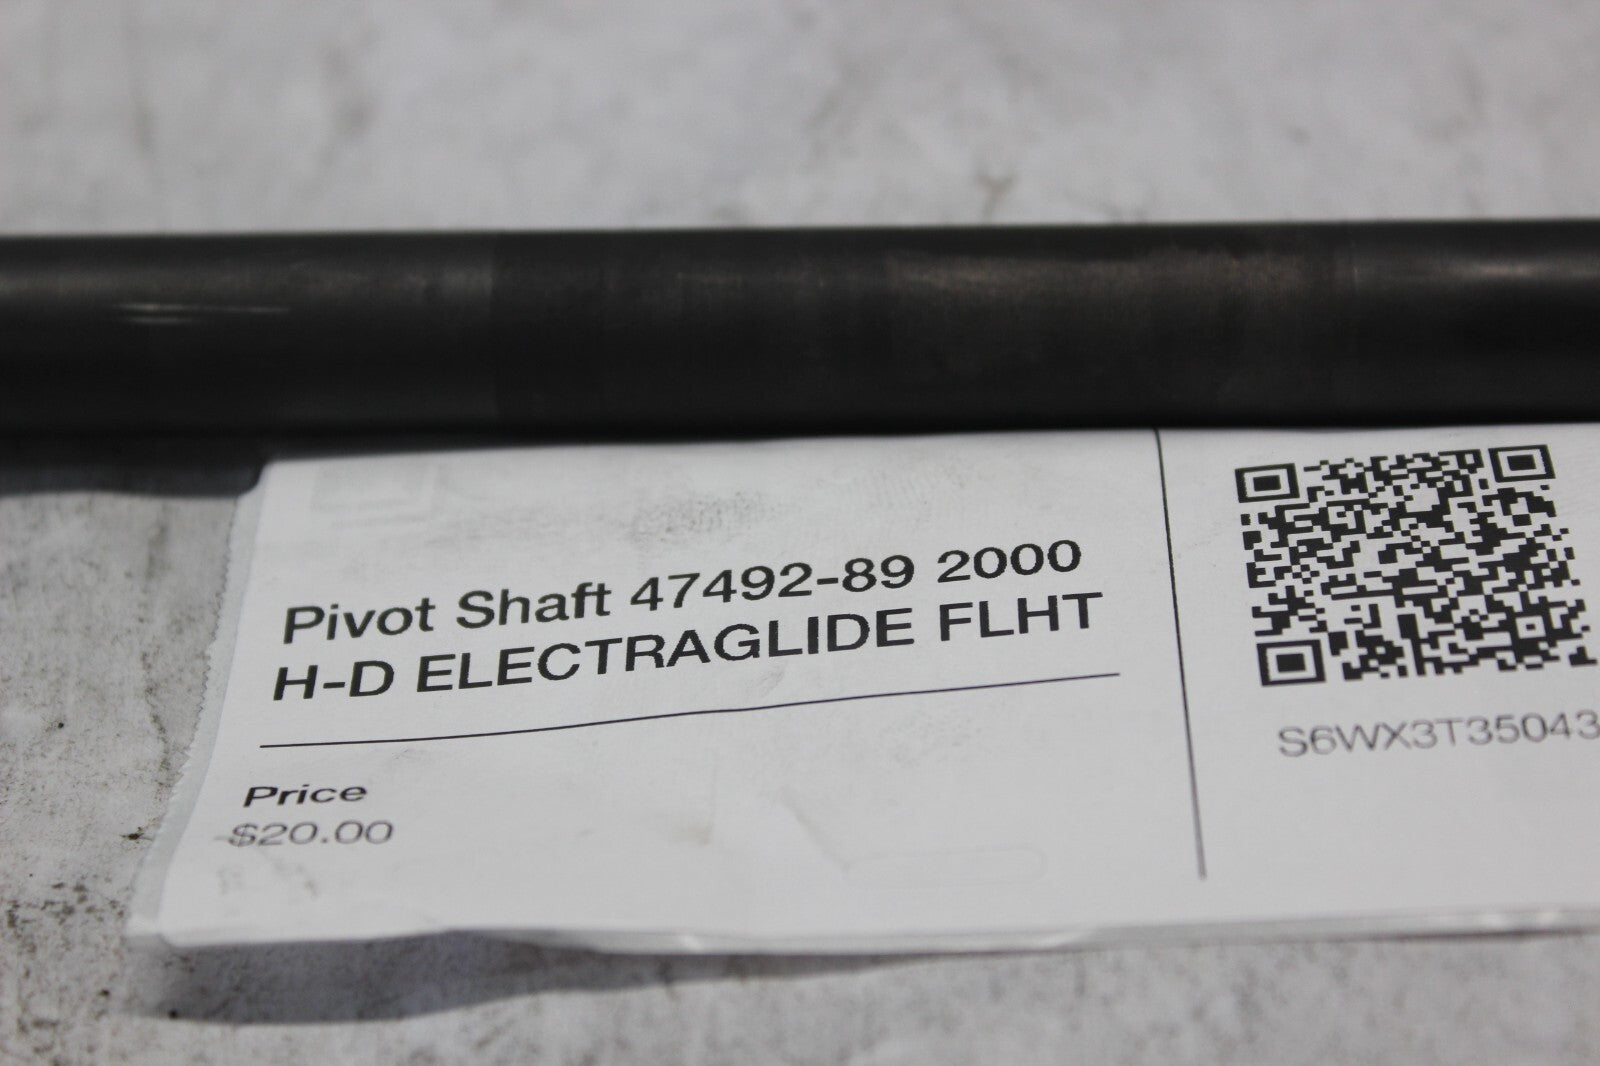 Pivot Shaft 47492-89 2000
H-D ELECTRAGLIDE FLHT
Price
$20.00
S6WX3T35043